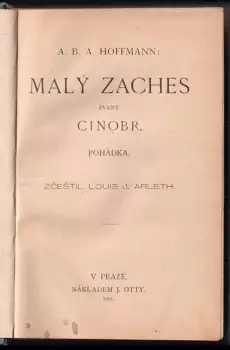 A. B. A HOFFMANN:
MALÝ ZACHES
ZVANÝ
CINOBR.
POHÁDKA.
ZČEŠTIL LOUIS J. ARLETH.
V PRAZE.
NÁKLADEM J. OTTY.